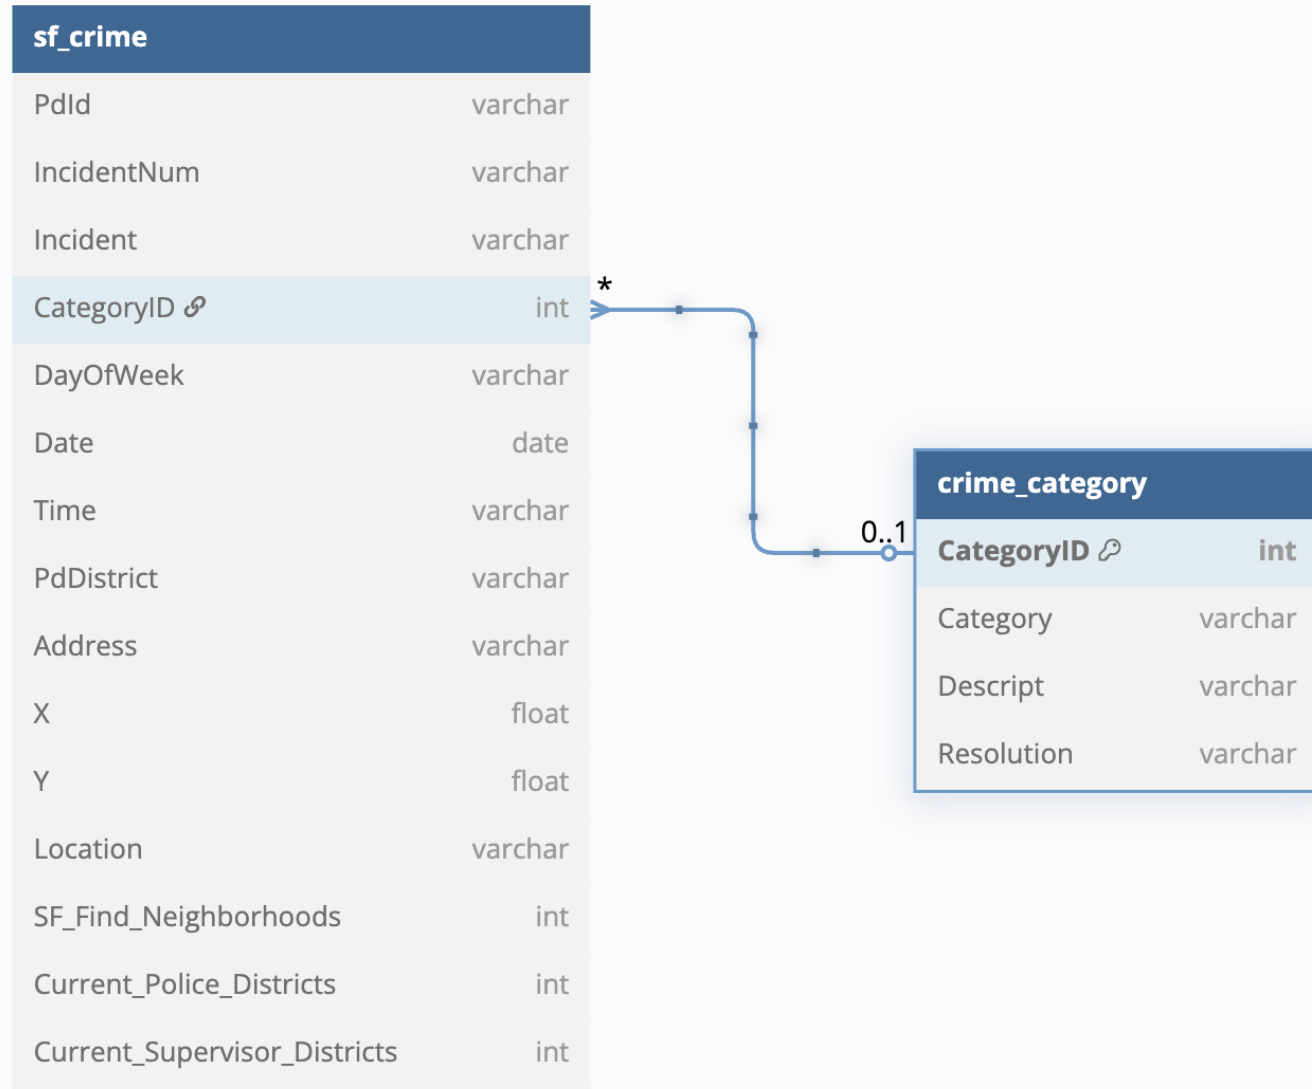 sf_crime
PdId varchar
IncidentNum varchar
Incident varchar
CategoryID int
DayOfWeek varchar
Date date
Time varchar
PdDistrict varchar
Address varchar
X float
Y float
Location varchar
SF_Find_Neighborhoods int
Current_Police_Districts int
Current_Supervisor_Districts int
*
0..1
crime_category
CategoryID int
Category varchar
Descript varchar
Resolution varchar